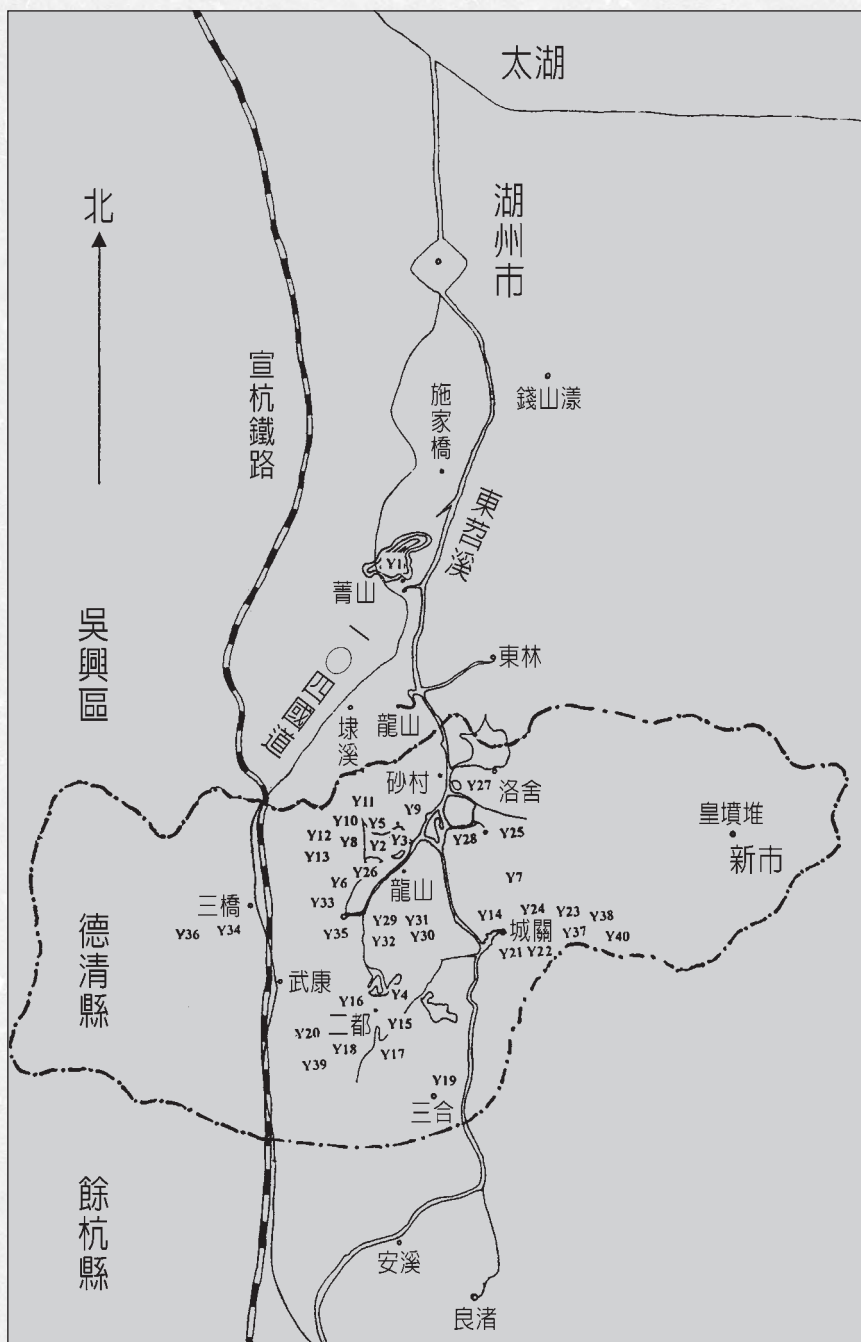 太湖
北
湖州市
宣杭鐵路
施家橋
錢山漾
東苕溪
Y1
菁山
吳興區
一〇四國道
東林
埭溪
龍山
砂村
Y27
洛舍
Y11
Y9
Y10
Y5
Y12
Y8
Y2
Y3
Y28
Y25
皇墳堆
新市
Y13
Y26
Y6
龍山
Y7
Y33
三橋
Y36
Y34
Y35
Y29
Y31
Y32
Y30
Y14
Y24
Y23
Y38
城關
Y37
Y40
Y21
Y22
德清縣
武康
Y16
Y4
二都
Y15
Y20
Y18
Y17
Y39
Y19
三合
餘杭縣
安溪
良渚